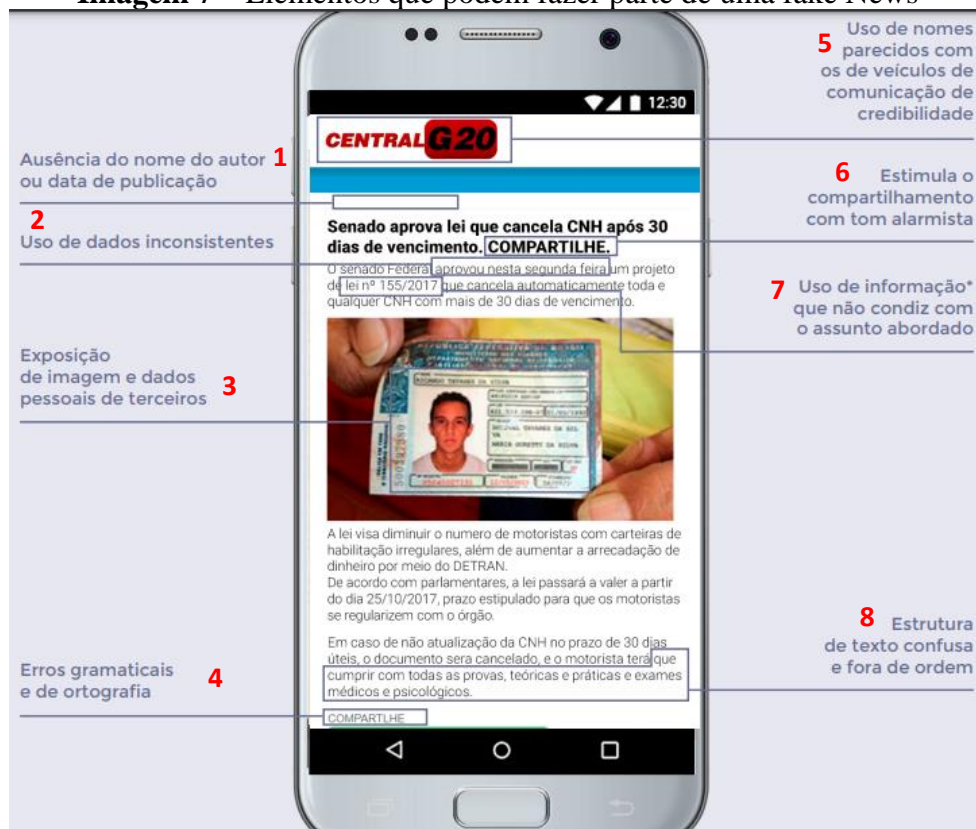 Imagem 7 – Elementos que podem fazer parte de uma fake News
Ausência do nome do autor 1
ou data de publicação
2
Uso de dados inconsistentes
Exposição
de imagem e dados
pessoais de terceiros 3
Erros gramaticais 4
e de ortografia
12:30
CENTRAL G20
Senado aprova lei que cancela CNH após 30
dias de vencimento. COMPARTILHE.
O senado Federal aprovou nesta segunda feira um projeto
de lei nº 155/2017 que cancela automaticamente toda e
qualquer CNH com mais de 30 dias de vencimento.
A lei visa diminuir o numero de motoristas com carteiras de
habilitação irregulares, além de aumentar a arrecadação de
dinheiro por meio do DETRAN.
De acordo com parlamentares, a lei passará a valer a partir
do dia 25/10/2017, prazo estipulado para que os motoristas
se regularizem com o órgão.
Em caso de não atualização da CNH no prazo de 30 dias
úteis, o documento sera cancelado, e o motorista terá que
cumprir com todas as provas, teóricas e práticas e exames
médicos e psicológicos.
COMPARTLHE
Uso de nomes
5 parecidos com
os de veículos de
comunicação de
credibilidade
6 Estimula o
compartilhamento
com tom alarmista
7 Uso de informação*
que não condiz com
o assunto abordado
8 Estrutura
de texto confusa
e fora de ordem